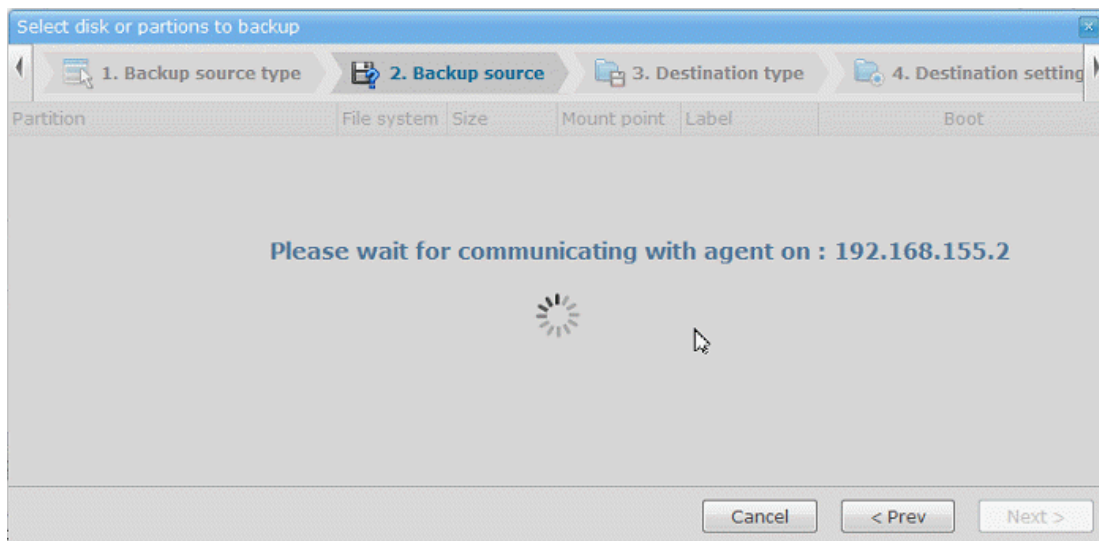 Select disk or partions to backup
1. Backup source type 2. Backup source 3. Destination type 4. Destination setting
Partition File system Size Mount point Label Boot
Please wait for communicating with agent on : 192.168.155.2
Cancel < Prev Next >